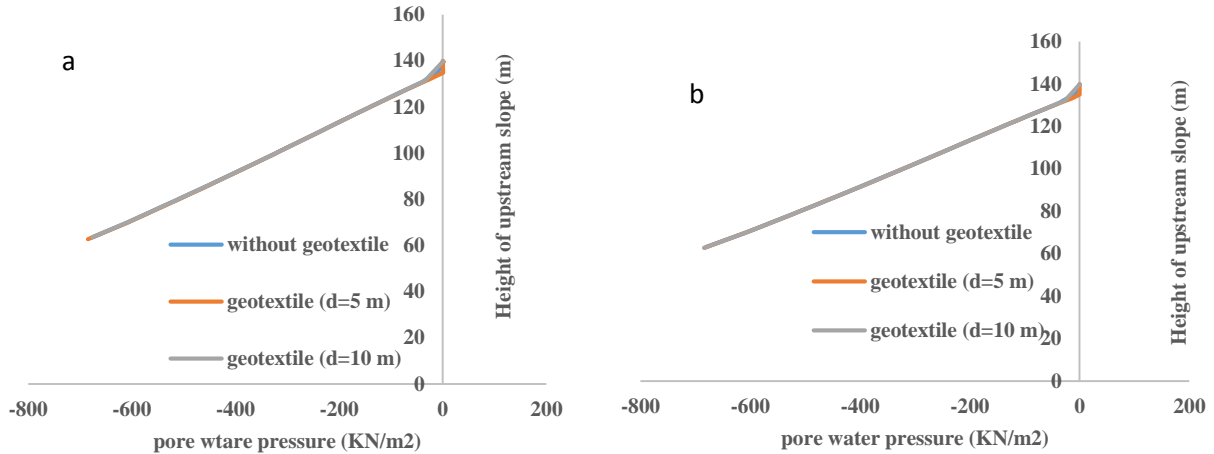 a
160
140
120
100
80
60
40
20
0
-800
-600
-400
-200
0
200
pore wtare pressure (KN/m2)
Height of upstream slope (m)
without geotextile
geotextile (d=5 m)
geotextile (d=10 m)
b
160
140
120
100
80
60
40
20
0
-800
-600
-400
-200
0
200
pore water pressure (KN/m2)
Height of upstream slope (m)
without geotextile
geotextile (d=5 m)
geotextile (d=10 m)